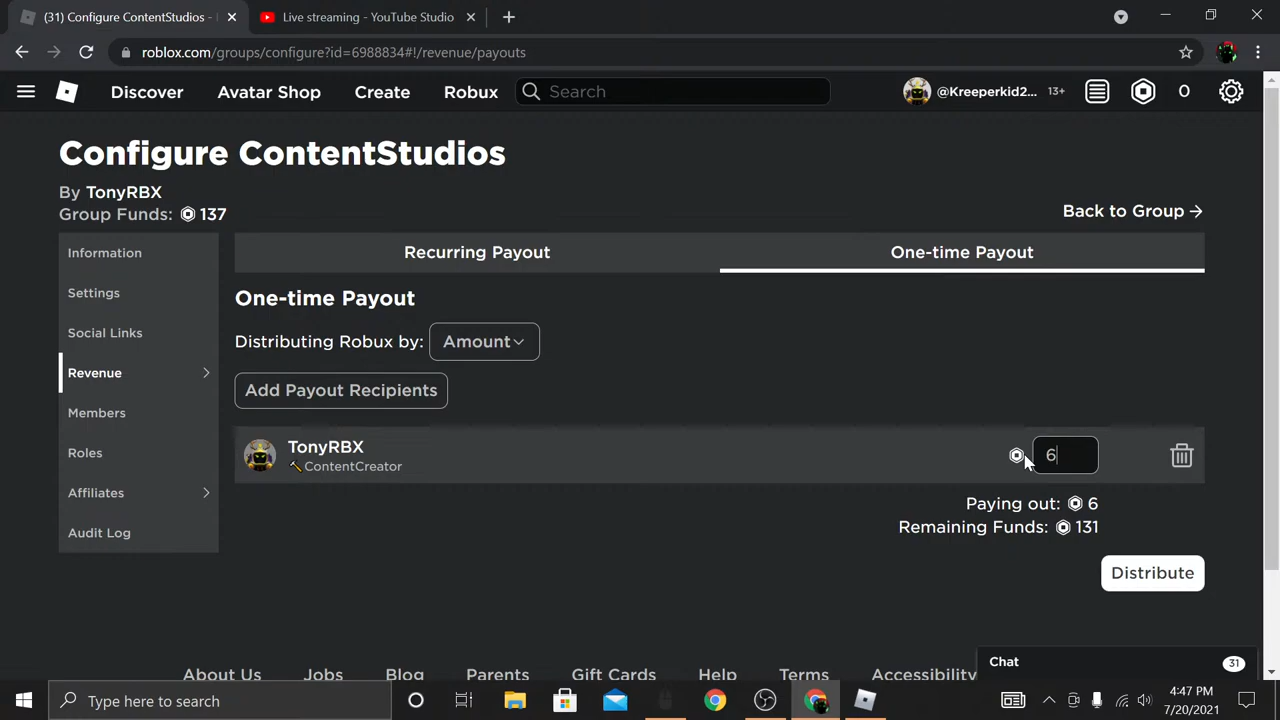 (31) Configure ContentStudios -
Live streaming - YouTube Studio
roblox.com/groups/configure?id=6988834#!/revenue/payouts
Discover
Avatar Shop
Create
Robux
Search
@Kreeperkid2...
13+
0
Configure ContentStudios
By TonyRBX
Group Funds: 137
Back to Group
Information
Settings
Social Links
Revenue
Members
Roles
Affiliates
Audit Log
Recurring Payout
One-time Payout
One-time Payout
Distributing Robux by: Amount
Add Payout Recipients
TonyRBX
ContentCreator
6
Paying out: 6
Remaining Funds: 131
Distribute
About Us
Jobs
Blog
Parents
Gift Cards
Help
Terms
Accessibility
Chat
31
Type here to search
4:47 PM
7/20/2021